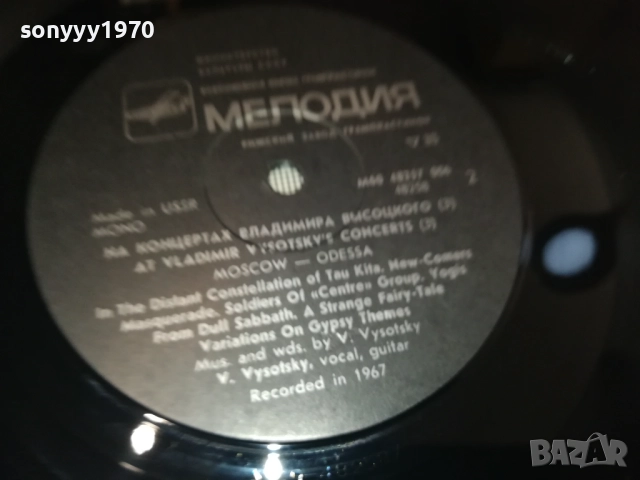 sonyyy1970
МЕЛОДИЯ
2
Made in USSR
MONO
НА КОНЦЕРТАХ ВЛАДИМИРА ВЫСОЦКОГО (3)
AT VLADIMIR VYSOTSKY'S CONCERTS (3)
MOSCOW — ODESSA
In The Distant Constellation of Tau Kita, New-Comers
Masquerade, Soldiers Of «Centre» Group, Yogis
From Dull Sabbath, A Strange Fairy-Tale
Variations On Gypsy Themes
Mus. and wds. by V. Vysotsky
V. Vysotsky, vocal, guitar
Recorded in 1967
BAZAR